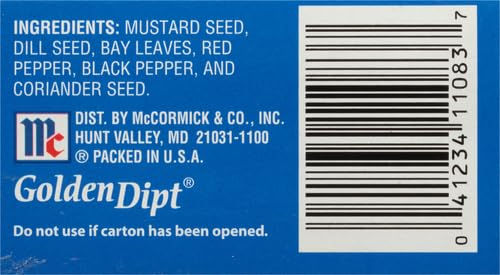 INGREDIENTS: MUSTARD SEED,
DILL SEED, BAY LEAVES, RED
PEPPER, BLACK PEPPER, AND
CORIANDER SEED.
Mc
DIST. BY McCORMICK & CO., INC.
HUNT VALLEY, MD 21031-1100
® PACKED IN U.S.A.
GoldenDipt®
Do not use if carton has been opened.
0 41234 11083 7